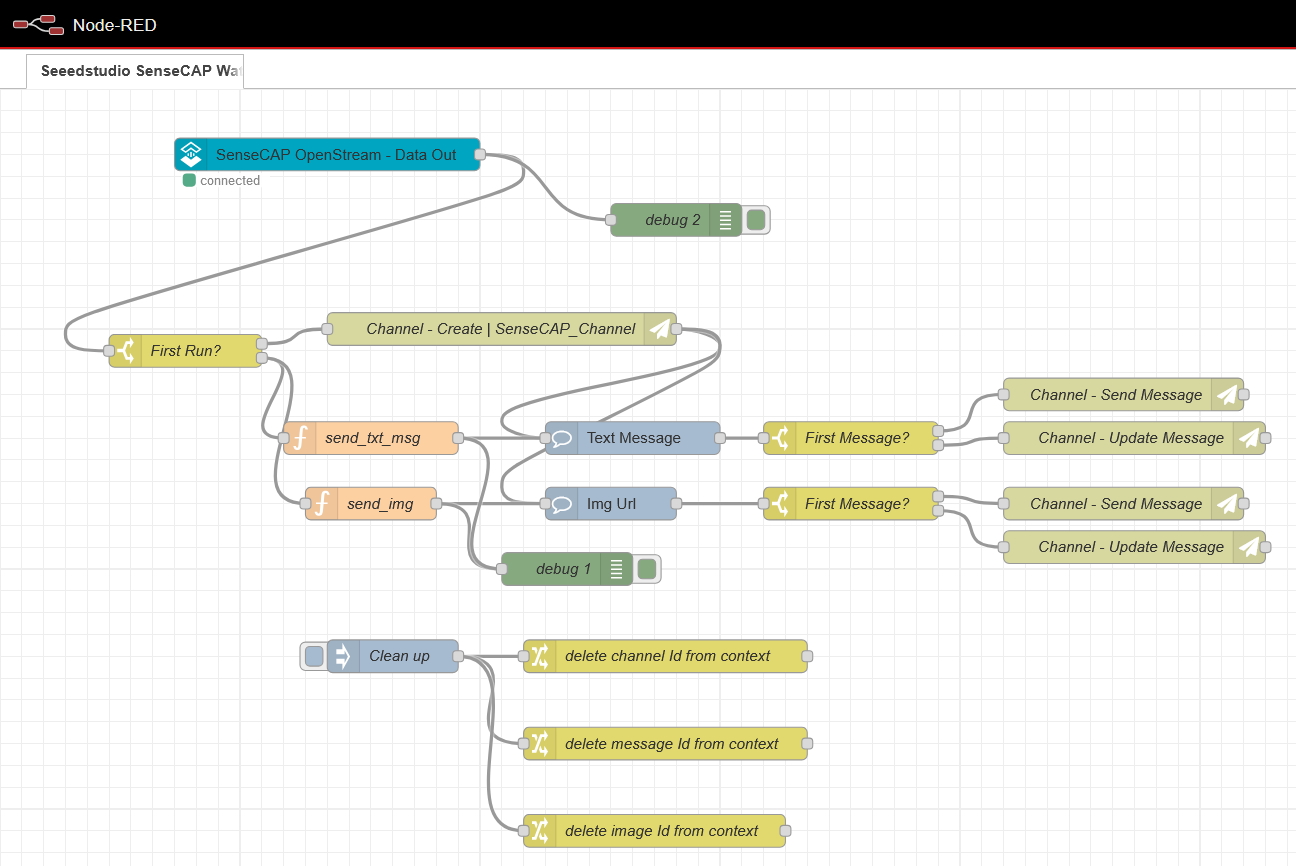 Node-RED
Seeedstudio SenseCAP Wat
SenseCAP OpenStream - Data Out
connected
debug 2
Channel - Create | SenseCAP_Channel
First Run?
Channel - Send Message
send_txt_msg
Text Message
First Message?
Channel - Update Message
send_img
Img Url
First Message?
Channel - Send Message
Channel - Update Message
debug 1
Clean up
delete channel Id from context
delete message Id from context
delete image Id from context